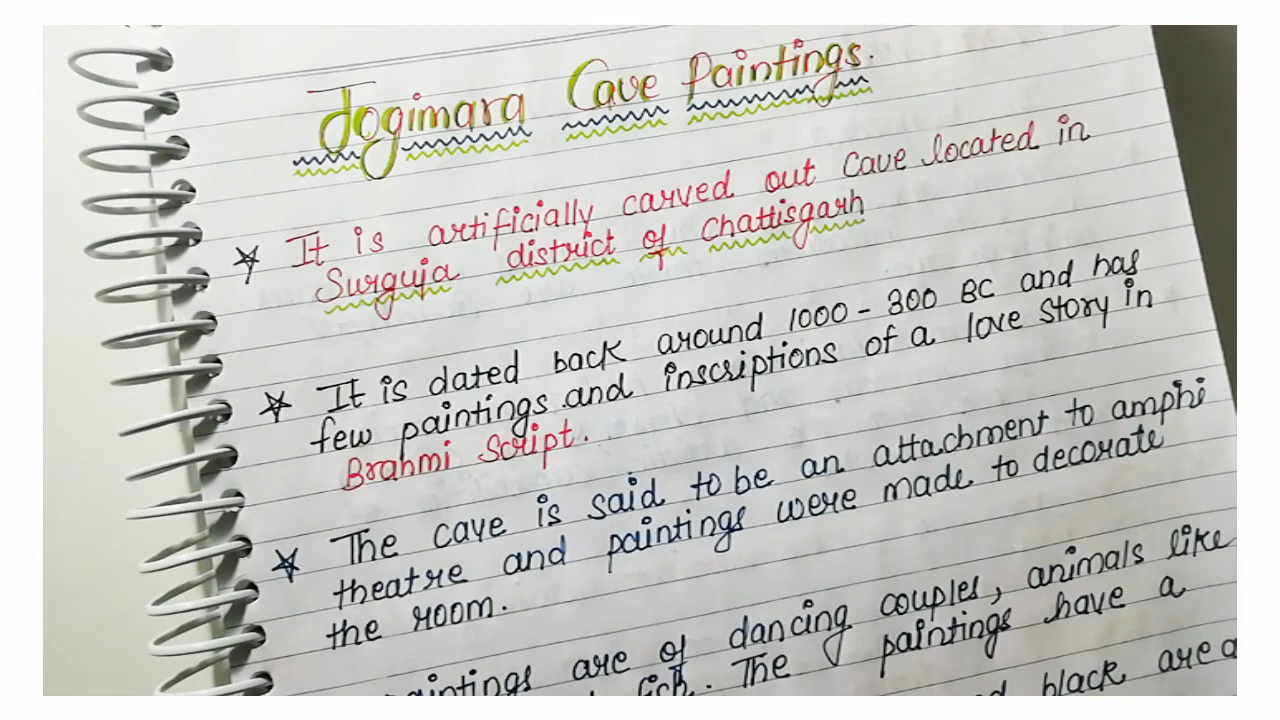 Jogimara Cave Paintings.
It is artificially carved out cave located in
Surguja district of Chattisgarh
It is dated back around 1000 - 300 BC and has
few paintings and inscriptions of a love story in
Brahmi Script.
The cave is said to be an attachment to amphi
theatre and paintings were made to decorate
the room.
are of dancing couples, animals like
The paintings have a
black are